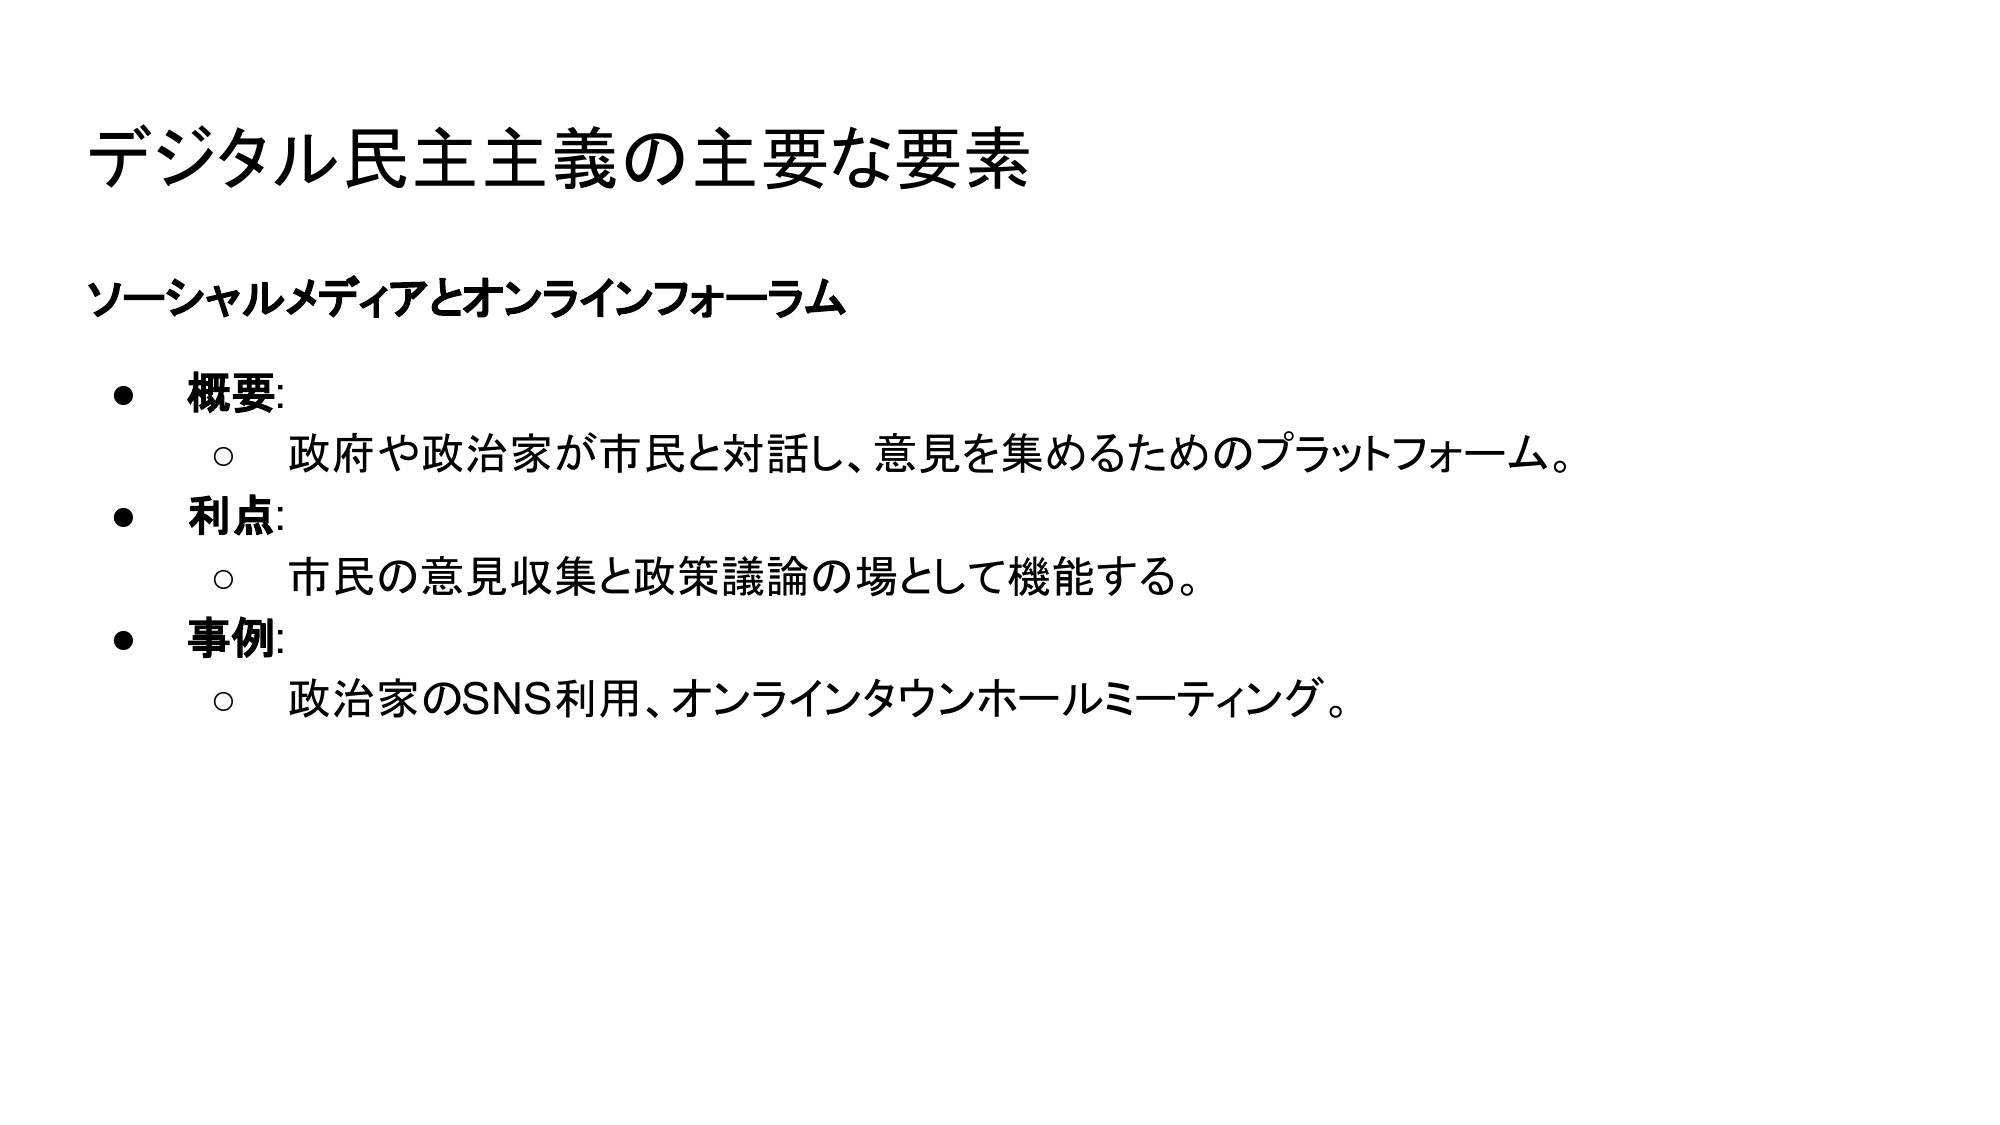 デジタル民主主義の主要な要素
ソーシャルメディアとオンラインフォーラム
● 概要:
○ 政府や政治家が市民と対話し、意見を集めるためのプラットフォーム。
● 利点:
○ 市民の意見収集と政策議論の場として機能する。
● 事例:
○ 政治家のSNS利用、オンラインタウンホールミーティング。